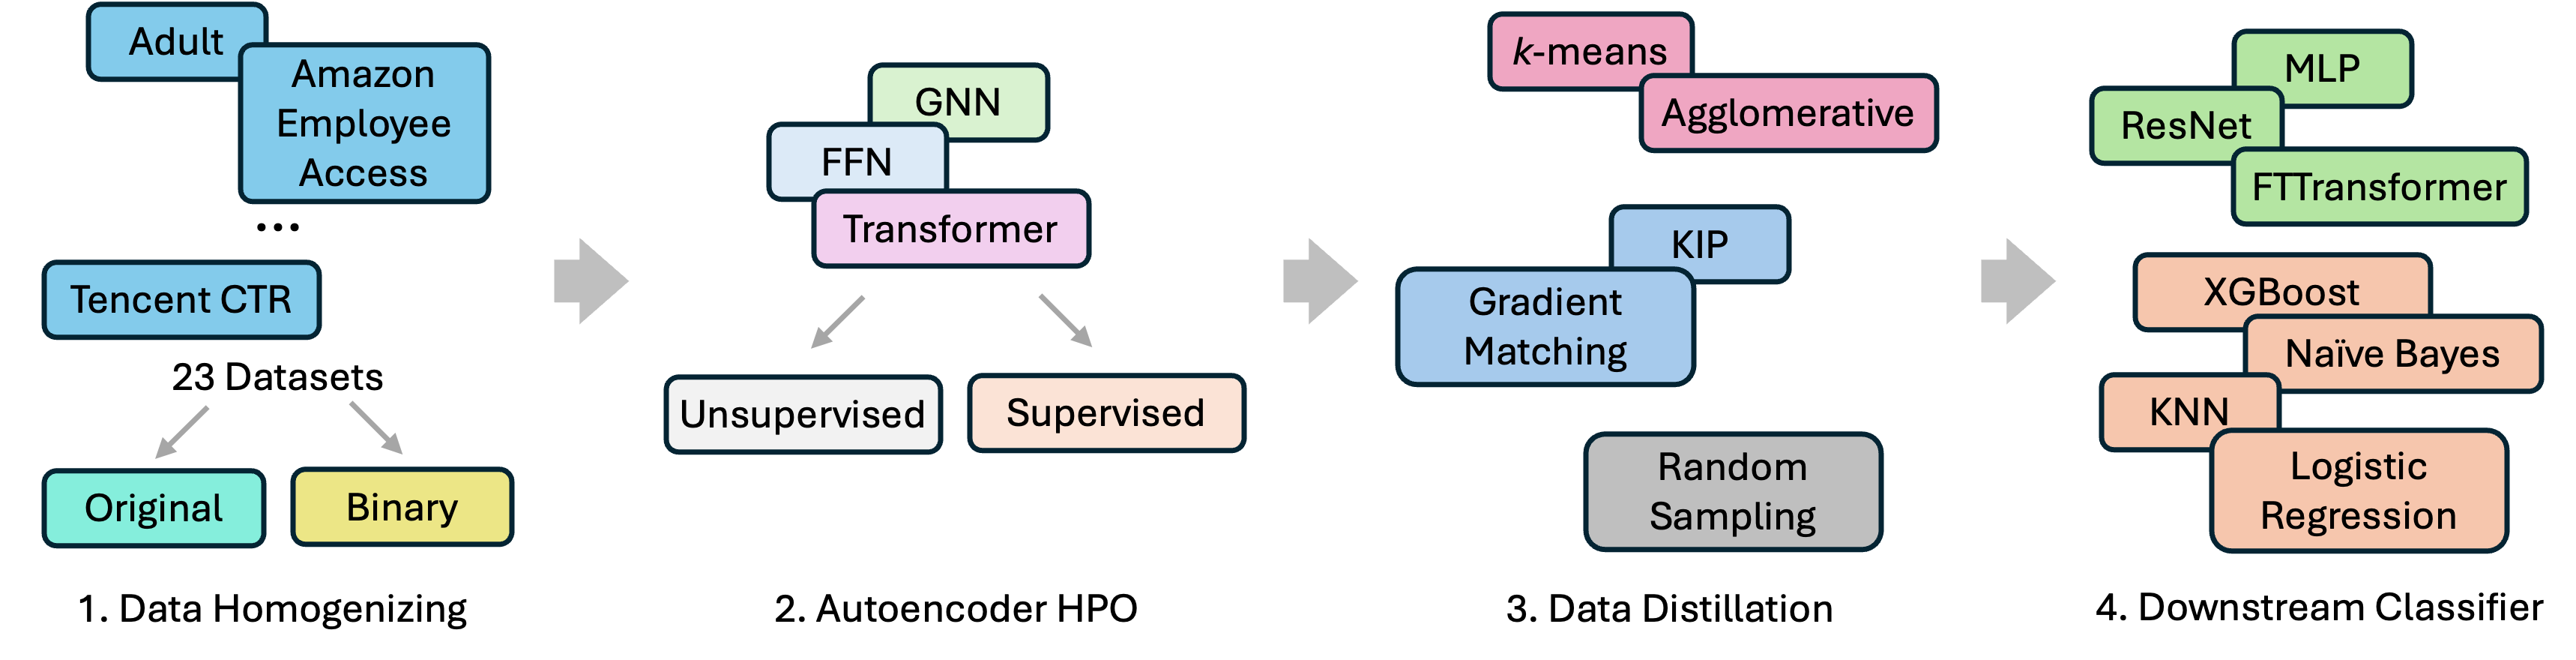 Adult
Amazon
Employee
Access
...
Tencent CTR
23 Datasets
Original
Binary
1. Data Homogenizing
GNN
FFN
Transformer
Unsupervised
Supervised
2. Autoencoder HPO
k-means
Agglomerative
KIP
Gradient
Matching
Random
Sampling
3. Data Distillation
MLP
ResNet
FTTransformer
XGBoost
Naïve Bayes
KNN
Logistic
Regression
4. Downstream Classifier